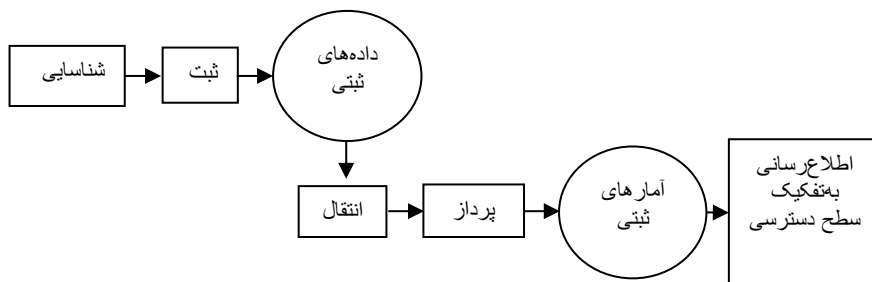 شناسایی
ثبت
داده‌های
ثبتی
انتقال
پرداز
آمارهای
ثبتی
اطلاع‌رسانی
به‌تفکیک
سطح دسترسی